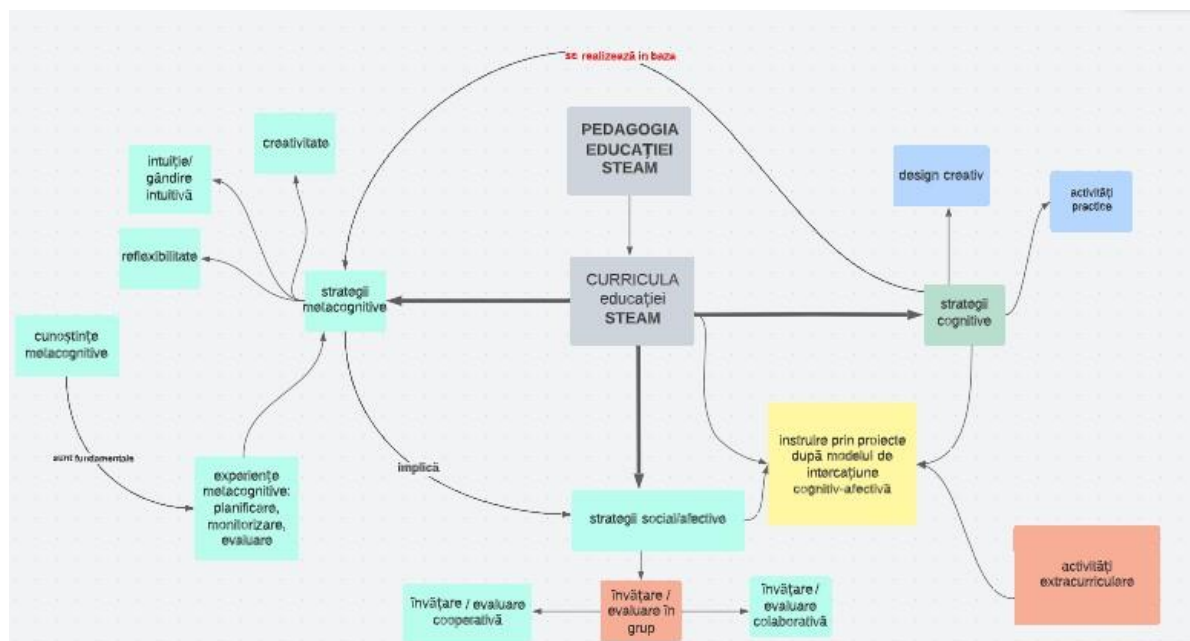 se realizează in baza
PEDAGOGIA
EDUCAȚIEI
STEAM
creativitate
intuiție/
gândire
intuitivă
design creativ
activități
practice
reflexibilitate
strategii
metacognitive
CURRICULA
educației
STEAM
strategii
cognitive
cunoștințe
metacognitive
sunt fundamentale
experiențe
metacognitive:
planificare,
monitorizare,
evaluare
implică
instruire prin proiecte
după modelul de
intercațiune
cognitiv-afectivă
strategii social/afective
activități
extracurriculare
învățare / evaluare
cooperativă
învățare /
evaluare în
grup
învățare /
evaluare
colaborativă